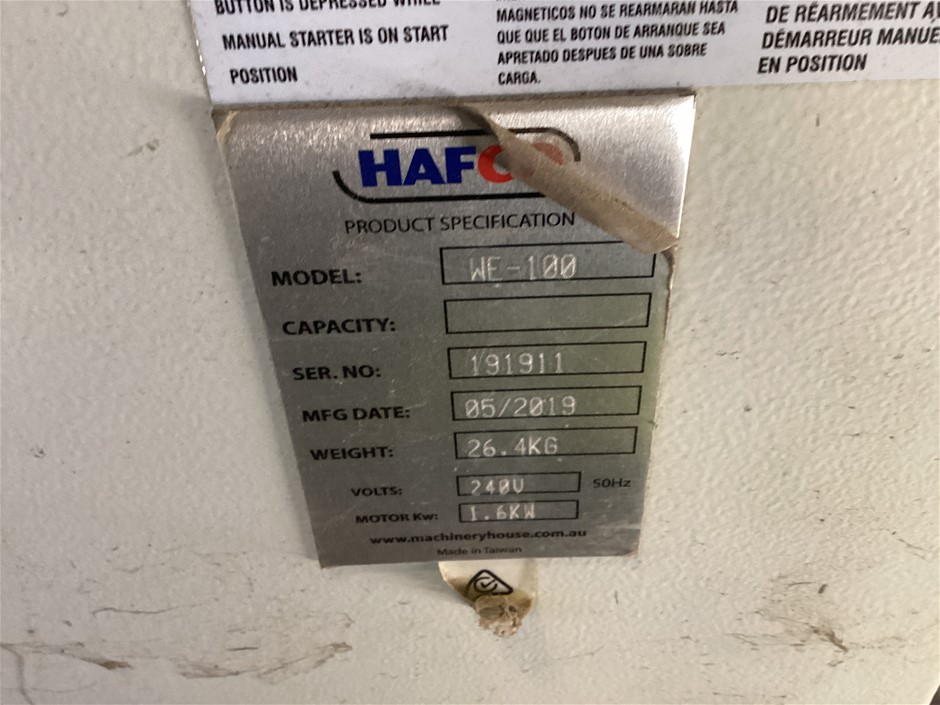 BUTTON IS DEPRESSED WHILE
MANUAL STARTER IS ON START
POSITION
MAGNETICOS NO SE REARMARAN HASTA
QUE QUE EL BOTON DE ARRANQUE SEA
APRETADO DESPUES DE UNA SOBRE
CARGA.
DE RÉARMEMENT
DÉMARREUR MANUE
EN POSITION
HAFC
PRODUCT SPECIFICATION
MODEL: WE-100
CAPACITY:
SER. NO: 191911
MFG DATE: 05/2019
WEIGHT: 26.4KG
VOLTS: 240V 50Hz
MOTOR Kw: 1.6KW
www.machineryhouse.com.au
Made in Taiwan